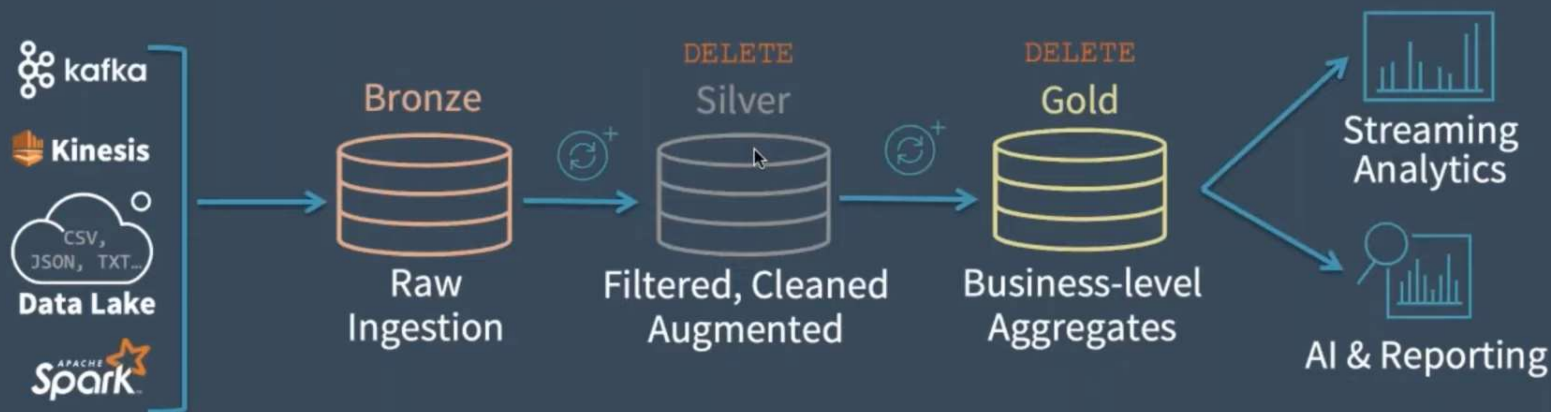 kafka
Kinesis
CSV,
JSON, TXT…
Data Lake
APACHE
Spark™
Bronze
Raw
Ingestion
DELETE
Silver
Filtered, Cleaned
Augmented
DELETE
Gold
Business-level
Aggregates
Streaming
Analytics
AI & Reporting